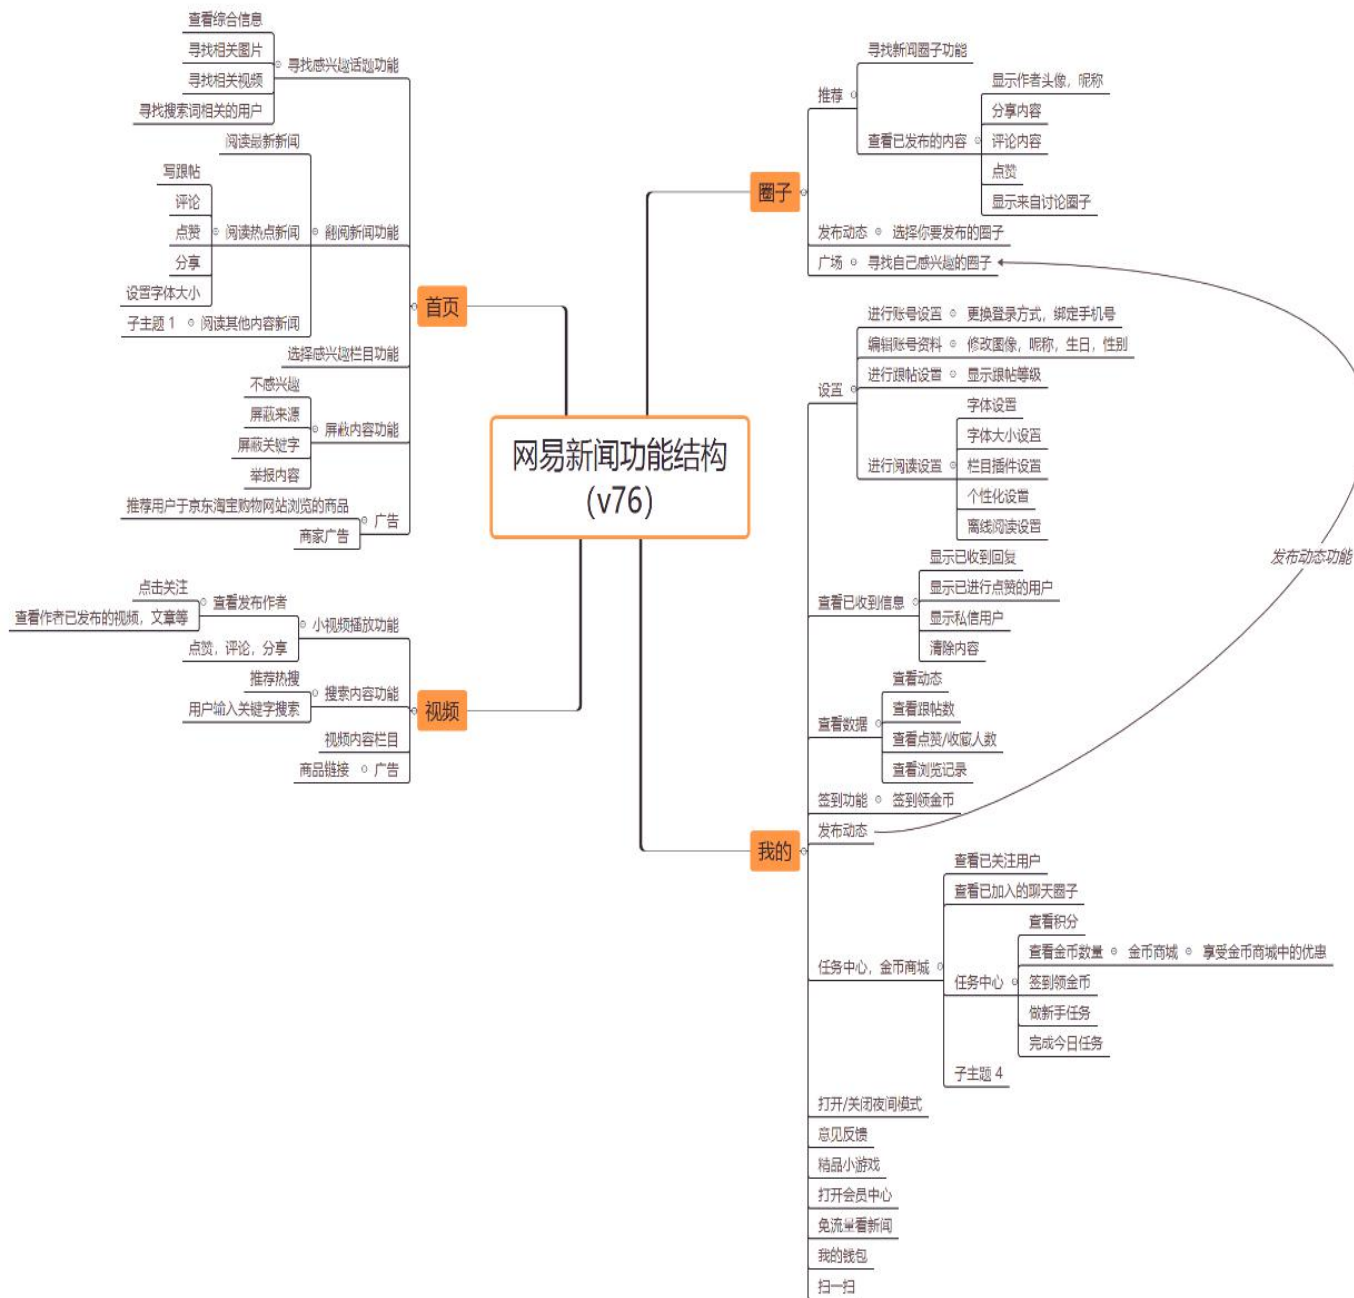 网易新闻功能结构
(v76)
首页
寻找感兴趣话题功能
查看综合信息
寻找相关图片
寻找相关视频
寻找搜索词相关的用户
翻阅新闻功能
阅读最新新闻
阅读热点新闻
写跟帖
评论
点赞
分享
设置字体大小
阅读其他内容新闻
子主题 1
选择感兴趣栏目功能
屏蔽内容功能
不感兴趣
屏蔽来源
屏蔽关键字
举报内容
广告
推荐用户于京东淘宝购物网站浏览的商品
商家广告
视频
小视频播放功能
查看发布作者
点击关注
查看作者已发布的视频，文章等
点赞，评论，分享
搜索内容功能
推荐热搜
用户输入关键字搜索
视频内容栏目
广告
商品链接
圈子
推荐
寻找新闻圈子功能
查看已发布的内容
显示作者头像，昵称
分享内容
评论内容
点赞
显示来自讨论圈子
发布动态
选择你要发布的圈子
广场
寻找自己感兴趣的圈子
我的
设置
进行账号设置
更换登录方式，绑定手机号
编辑账号资料
修改图像，昵称，生日，性别
进行跟帖设置
显示跟帖等级
进行阅读设置
字体设置
字体大小设置
栏目插件设置
个性化设置
离线阅读设置
查看已收到信息
显示已收到回复
显示已进行点赞的用户
显示私信用户
清除内容
查看数据
查看动态
查看跟帖数
查看点赞/收藏人数
查看浏览记录
签到功能
签到领金币
发布动态
发布动态功能
任务中心，金币商城
查看已关注用户
查看已加入的聊天圈子
任务中心
查看积分
查看金币数量
金币商城
享受金币商城中的优惠
签到领金币
做新手任务
完成今日任务
子主题 4
打开/关闭夜间模式
意见反馈
精品小游戏
打开会员中心
免流量看新闻
我的钱包
扫一扫